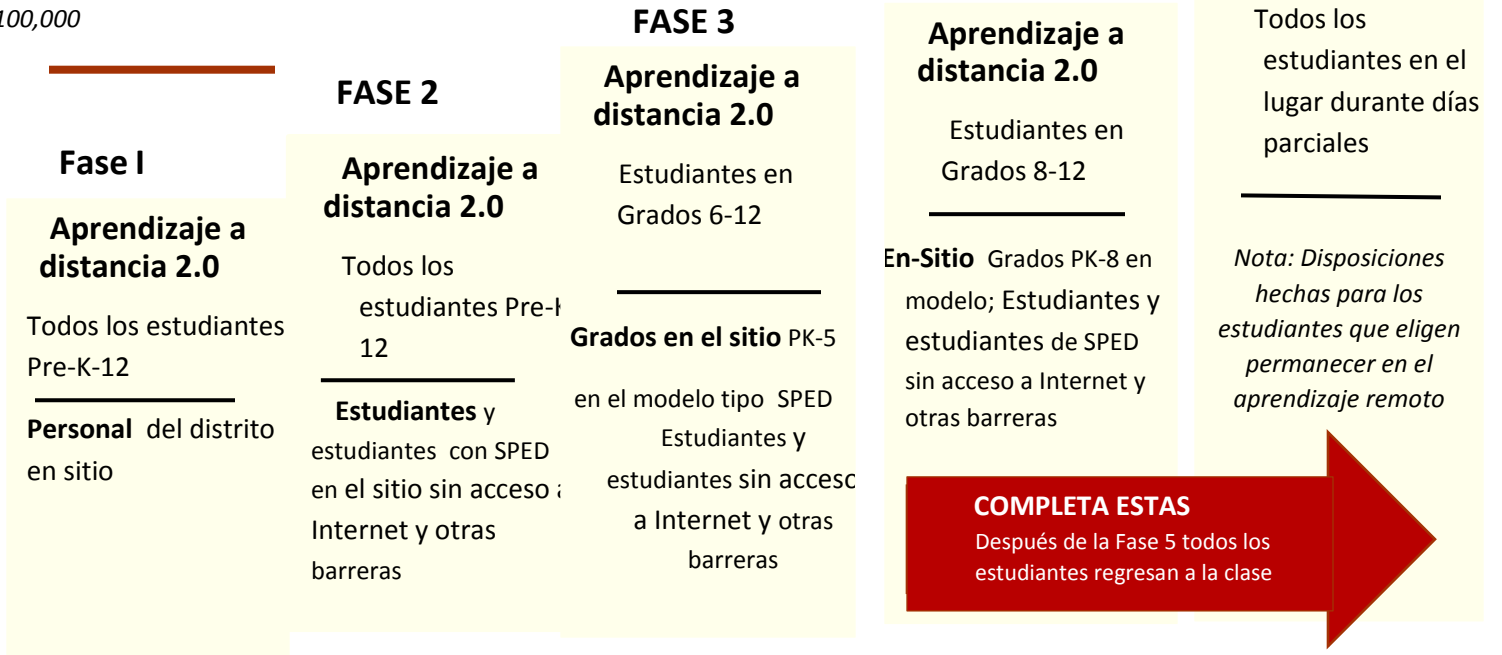 100,000
Fase I
Aprendizaje a
distancia 2.0
Todos los estudiantes
Pre-K-12
Personal del distrito
en sitio
FASE 2
Aprendizaje a
distancia 2.0
Todos los
estudiantes Pre-K
12
Estudiantes y
estudiantes con SPED
en el sitio sin acceso a
Internet y otras
barreras
FASE 3
Aprendizaje a
distancia 2.0
Estudiantes en
Grados 6-12
Grados en el sitio PK-5
en el modelo tipo SPED
Estudiantes y
estudiantes sin acceso
a Internet y otras
barreras
Aprendizaje a
distancia 2.0
Estudiantes en
Grados 8-12
En-Sitio Grados PK-8 en
modelo; Estudiantes y
estudiantes de SPED
sin acceso a Internet y
otras barreras
Todos los
estudiantes en el
lugar durante días
parciales
Nota: Disposiciones
hechas para los
estudiantes que eligen
permanecer en el
aprendizaje remoto
COMPLETA ESTAS
Después de la Fase 5 todos los
estudiantes regresan a la clase